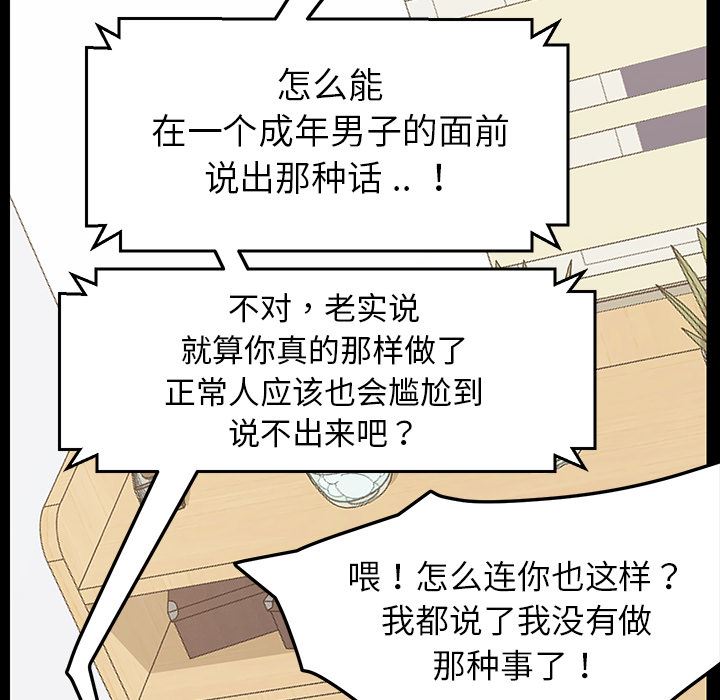 怎么能
在一个成年男子的面前
说出那种话 .. ！
不对，老实说
就算你真的那样做了
正常人应该也会尴尬到
说不出来吧？
喂！怎么连你也这样？
我都说了我没有做
那种事了！